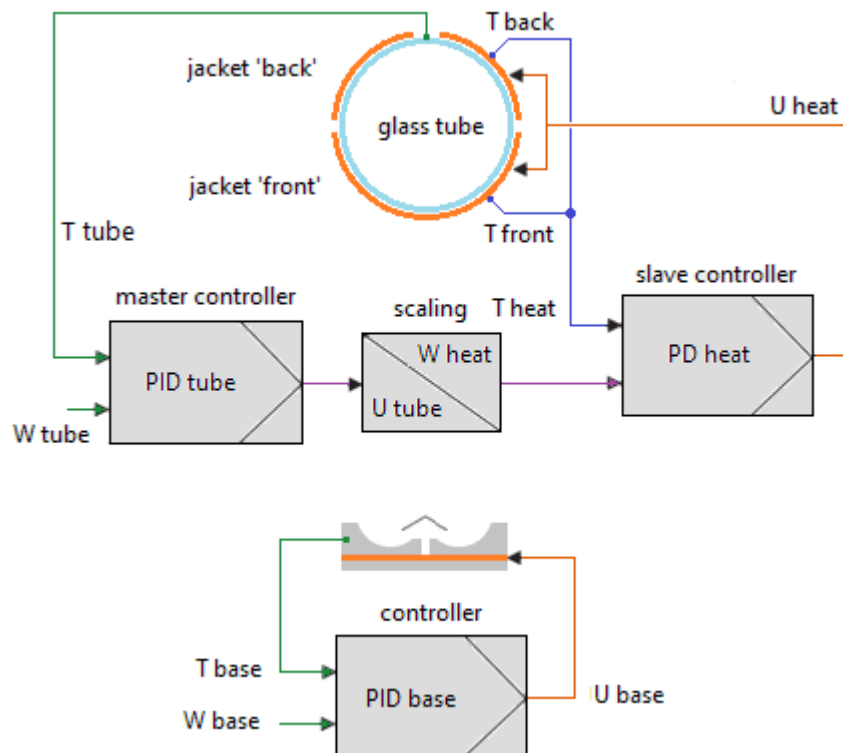 T back
jacket 'back'
U heat
glass tube
jacket 'front'
T tube
T front
slave controller
master controller
scaling
T heat
W heat
PD heat
PID tube
U tube
W tube
controller
T base
PID base
U base
W base